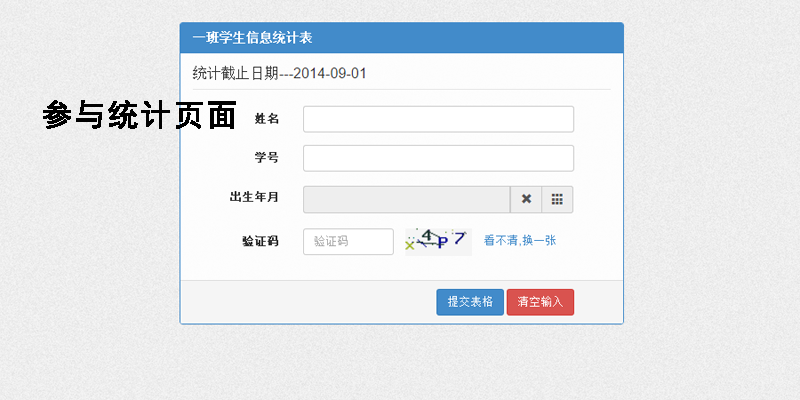 一班学生信息统计表
统计截止日期---2014-09-01
参与统计页面
姓名
学号
出生年月
验证码 验证码 x4P7 看不清,换一张
提交表格 清空输入